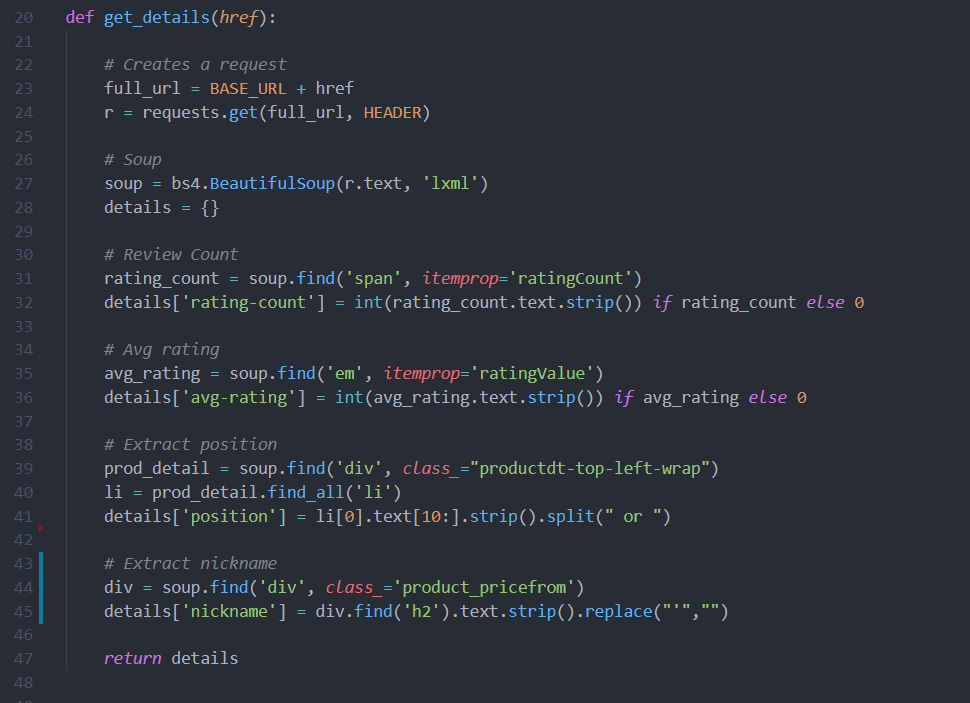 20 def get_details(href):
21
22 # Creates a request
23 full_url = BASE_URL + href
24 r = requests.get(full_url, HEADER)
25
26 # Soup
27 soup = bs4.BeautifulSoup(r.text, 'lxml')
28 details = {}
29
30 # Review Count
31 rating_count = soup.find('span', itemprop='ratingCount')
32 details['rating-count'] = int(rating_count.text.strip()) if rating_count else 0
33
34 # Avg rating
35 avg_rating = soup.find('em', itemprop='ratingValue')
36 details['avg-rating'] = int(avg_rating.text.strip()) if avg_rating else 0
37
38 # Extract position
39 prod_detail = soup.find('div', class_="productdt-top-left-wrap")
40 li = prod_detail.find_all('li')
41 details['position'] = li[0].text[10:].strip().split(" or ")
42
43 # Extract nickname
44 div = soup.find('div', class_='product_pricefrom')
45 details['nickname'] = div.find('h2').text.strip().replace("'","")
46
47 return details
48